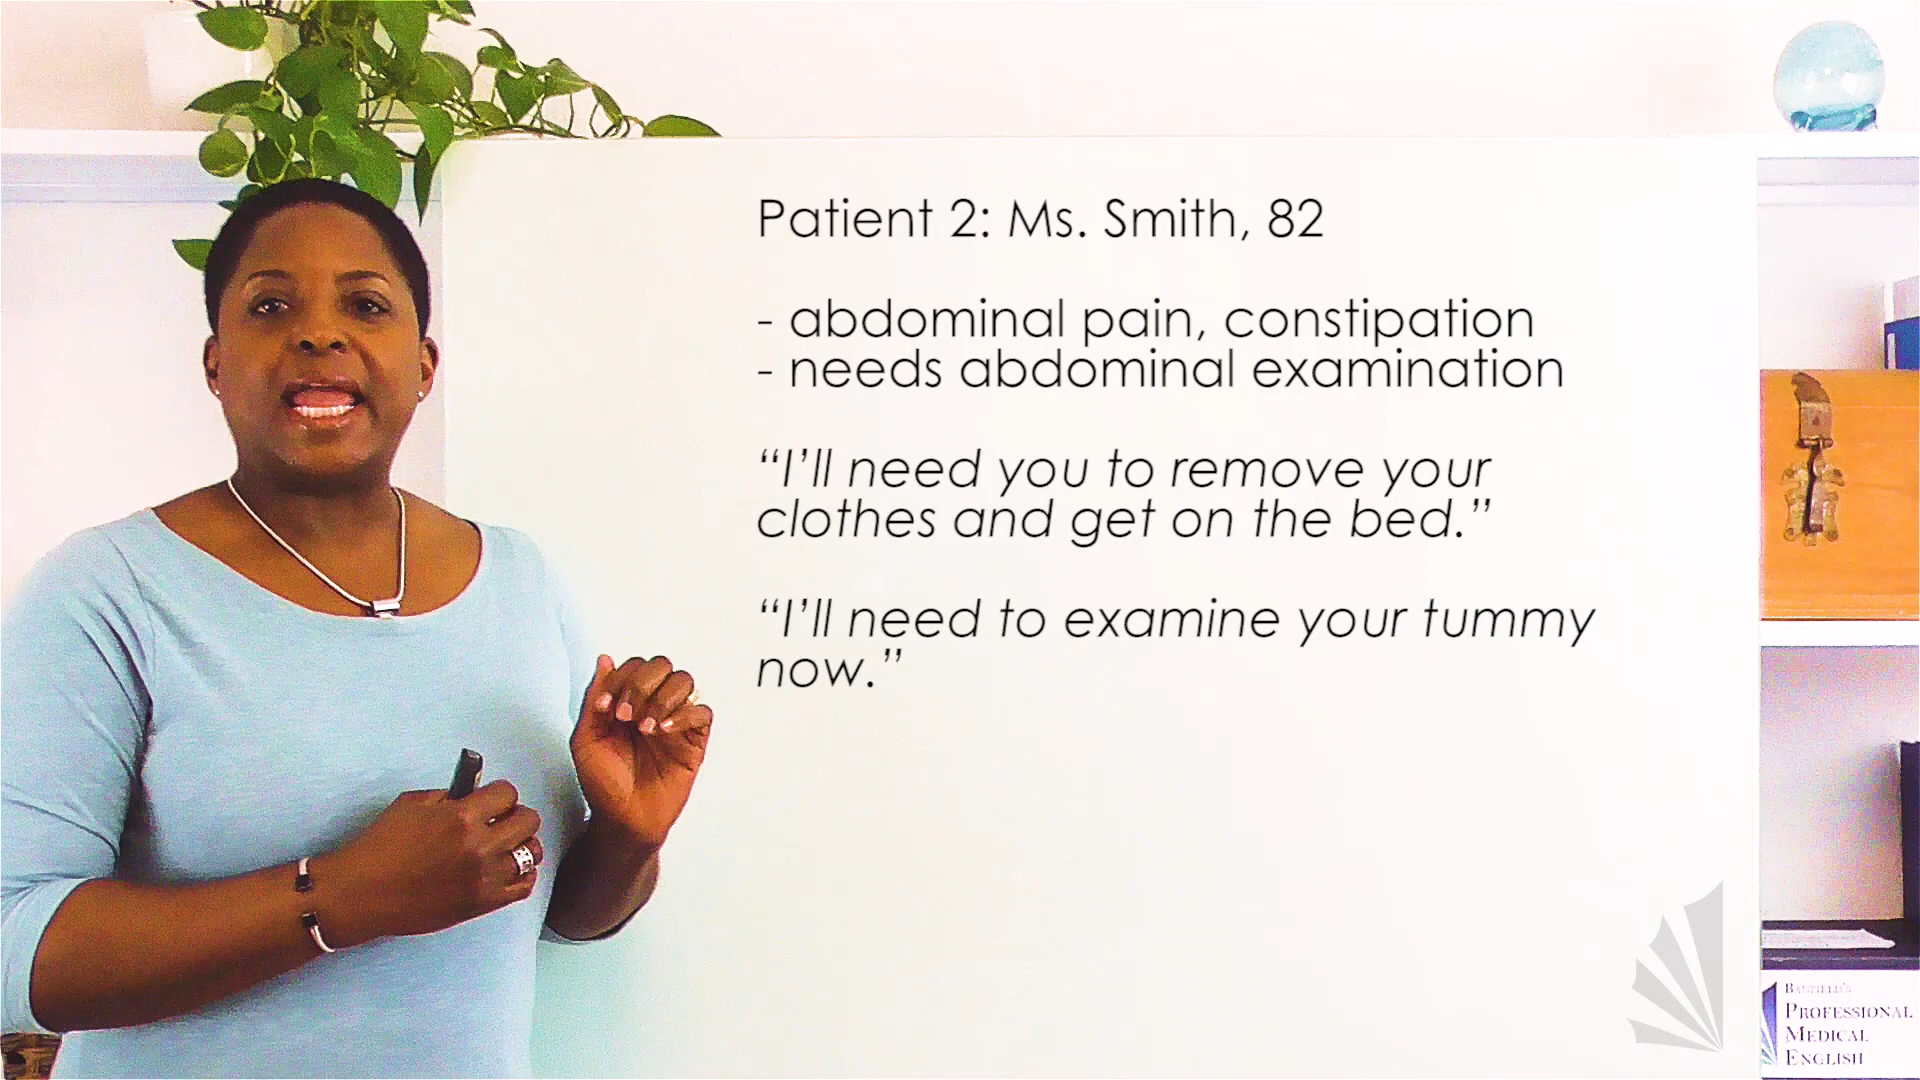 Patient 2: Ms. Smith, 82
- abdominal pain, constipation
- needs abdominal examination
“I’ll need you to remove your
clothes and get on the bed.”
“I’ll need to examine your tummy
now.”
BANFIELD'S
PROFESSIONAL
MEDICAL
ENGLISH